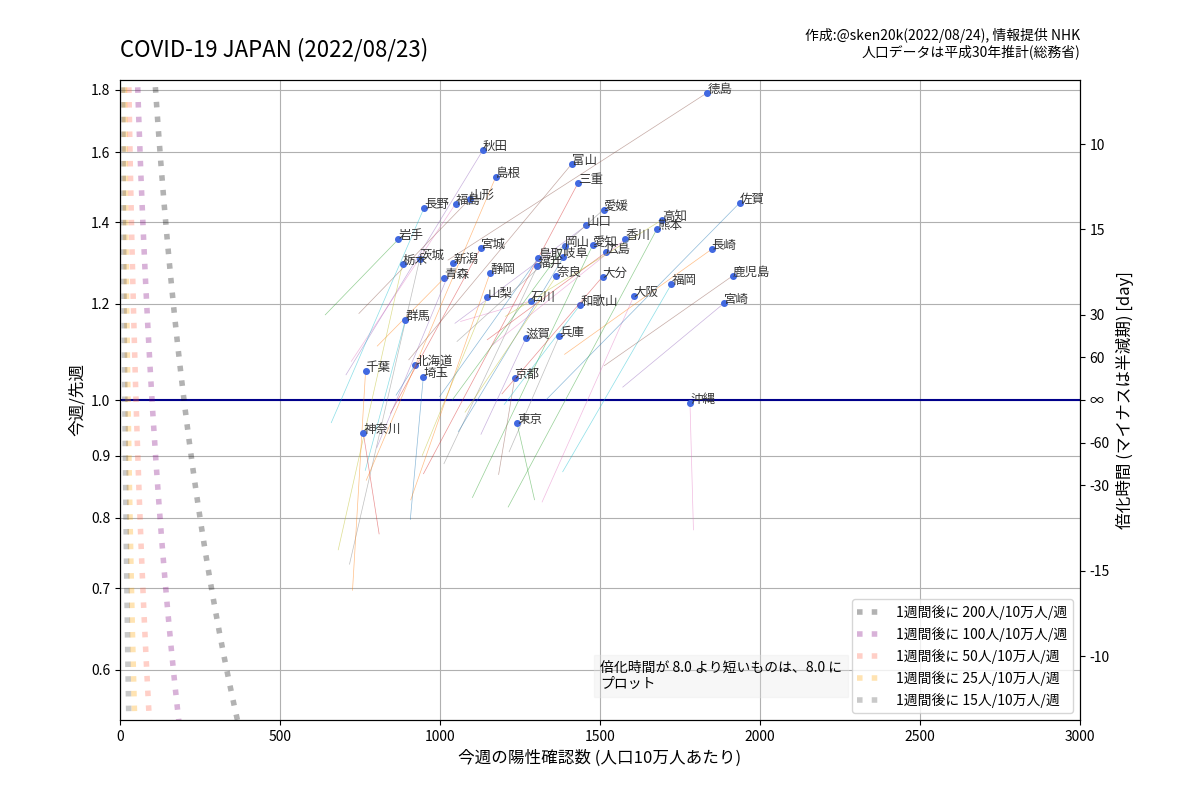 COVID-19 JAPAN (2022/08/23)
作成:@sken20k(2022/08/24), 情報提供 NHK
人口データは平成30年推計(総務省)
今週/先週
1.8
1.6
1.4
1.2
1.0
0.9
0.8
0.7
0.6
徳島
秋田
富山
島根
三重
山形
福島
長野
愛媛
佐賀
高知
熊本
山口
岩手
宮城
岡山
愛知
香川
広島
長崎
茨城
栃木
新潟
鳥取
岐阜
福井
青森
静岡
奈良
大分
鹿児島
福岡
山梨
石川
和歌山
大阪
宮崎
群馬
滋賀
兵庫
千葉
北海道
埼玉
京都
沖縄
東京
神奈川
10
15
30
60
∞
-60
-30
-15
-10
倍化時間 (マイナスは半減期) [day]
倍化時間が 8.0 より短いものは、8.0 に
プロット
1週間後に 200人/10万人/週
1週間後に 100人/10万人/週
1週間後に 50人/10万人/週
1週間後に 25人/10万人/週
1週間後に 15人/10万人/週
0
500
1000
1500
2000
2500
3000
今週の陽性確認数 (人口10万人あたり)